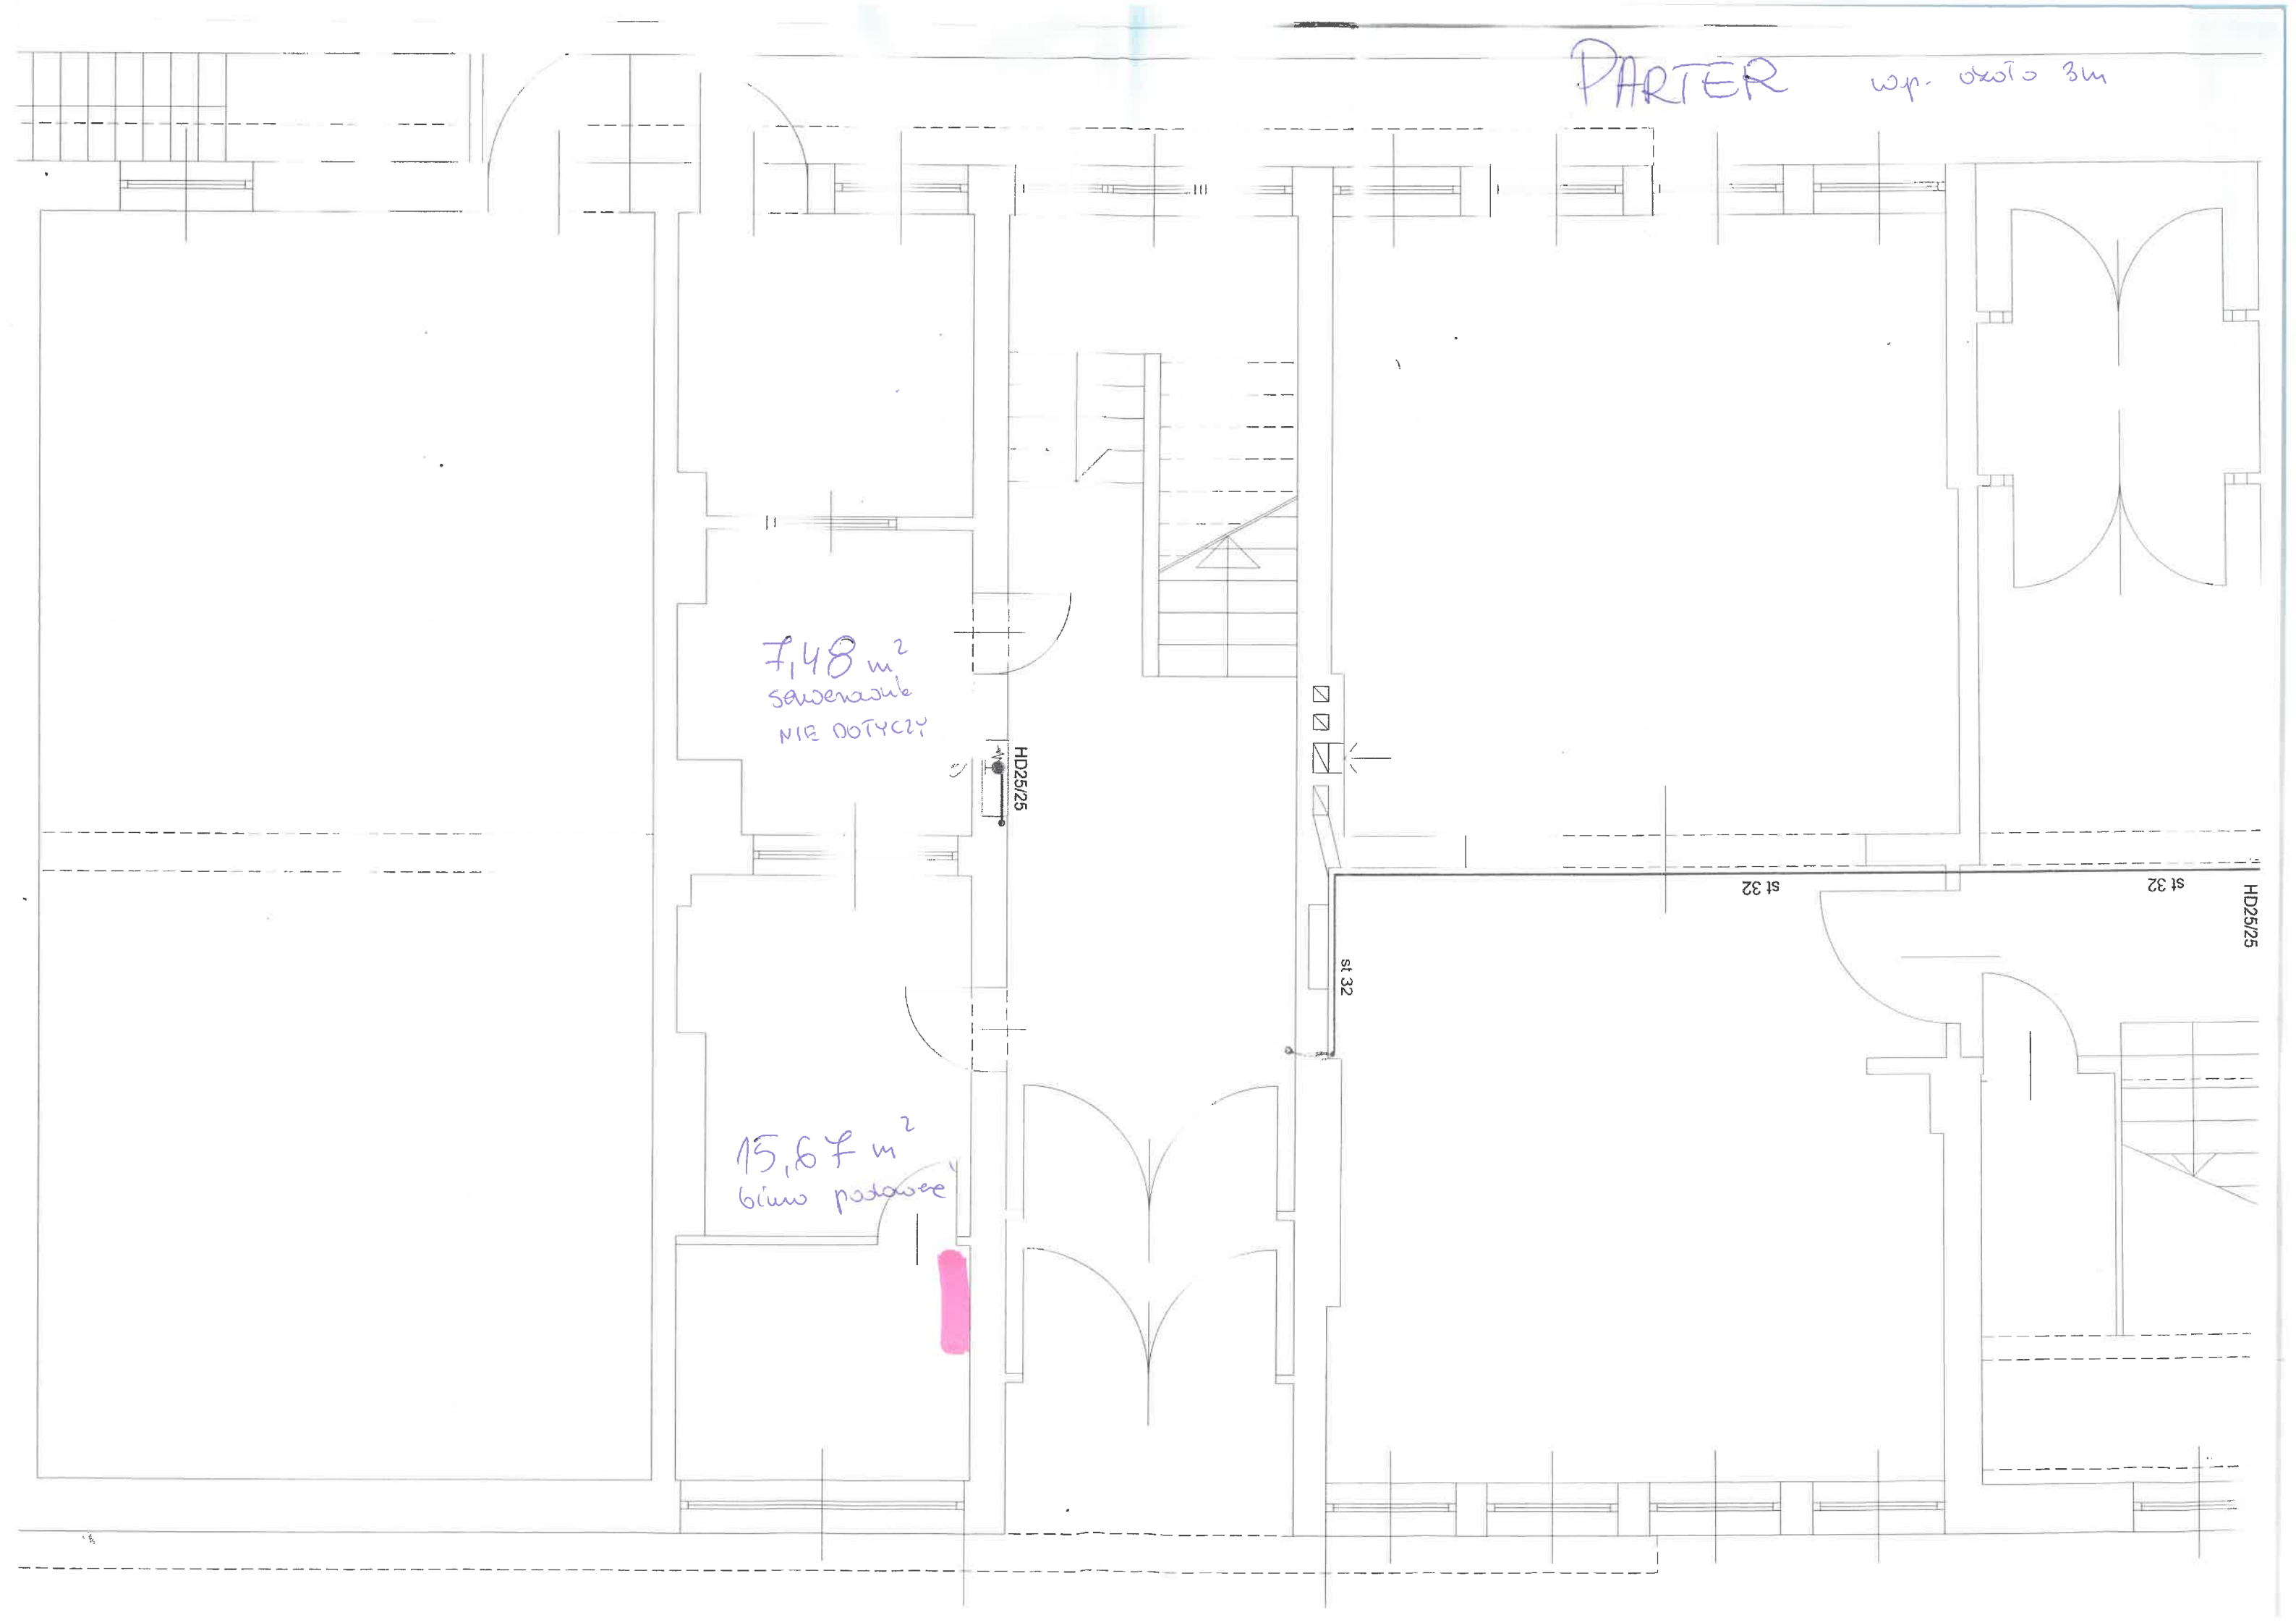 PARTER wp. około 3m
7,48 m²
serwerownia
NIE DOTYCZY
HD25/25
st 32
st 32
HD25/25
st 32
15,67 m²
biuro podawcze